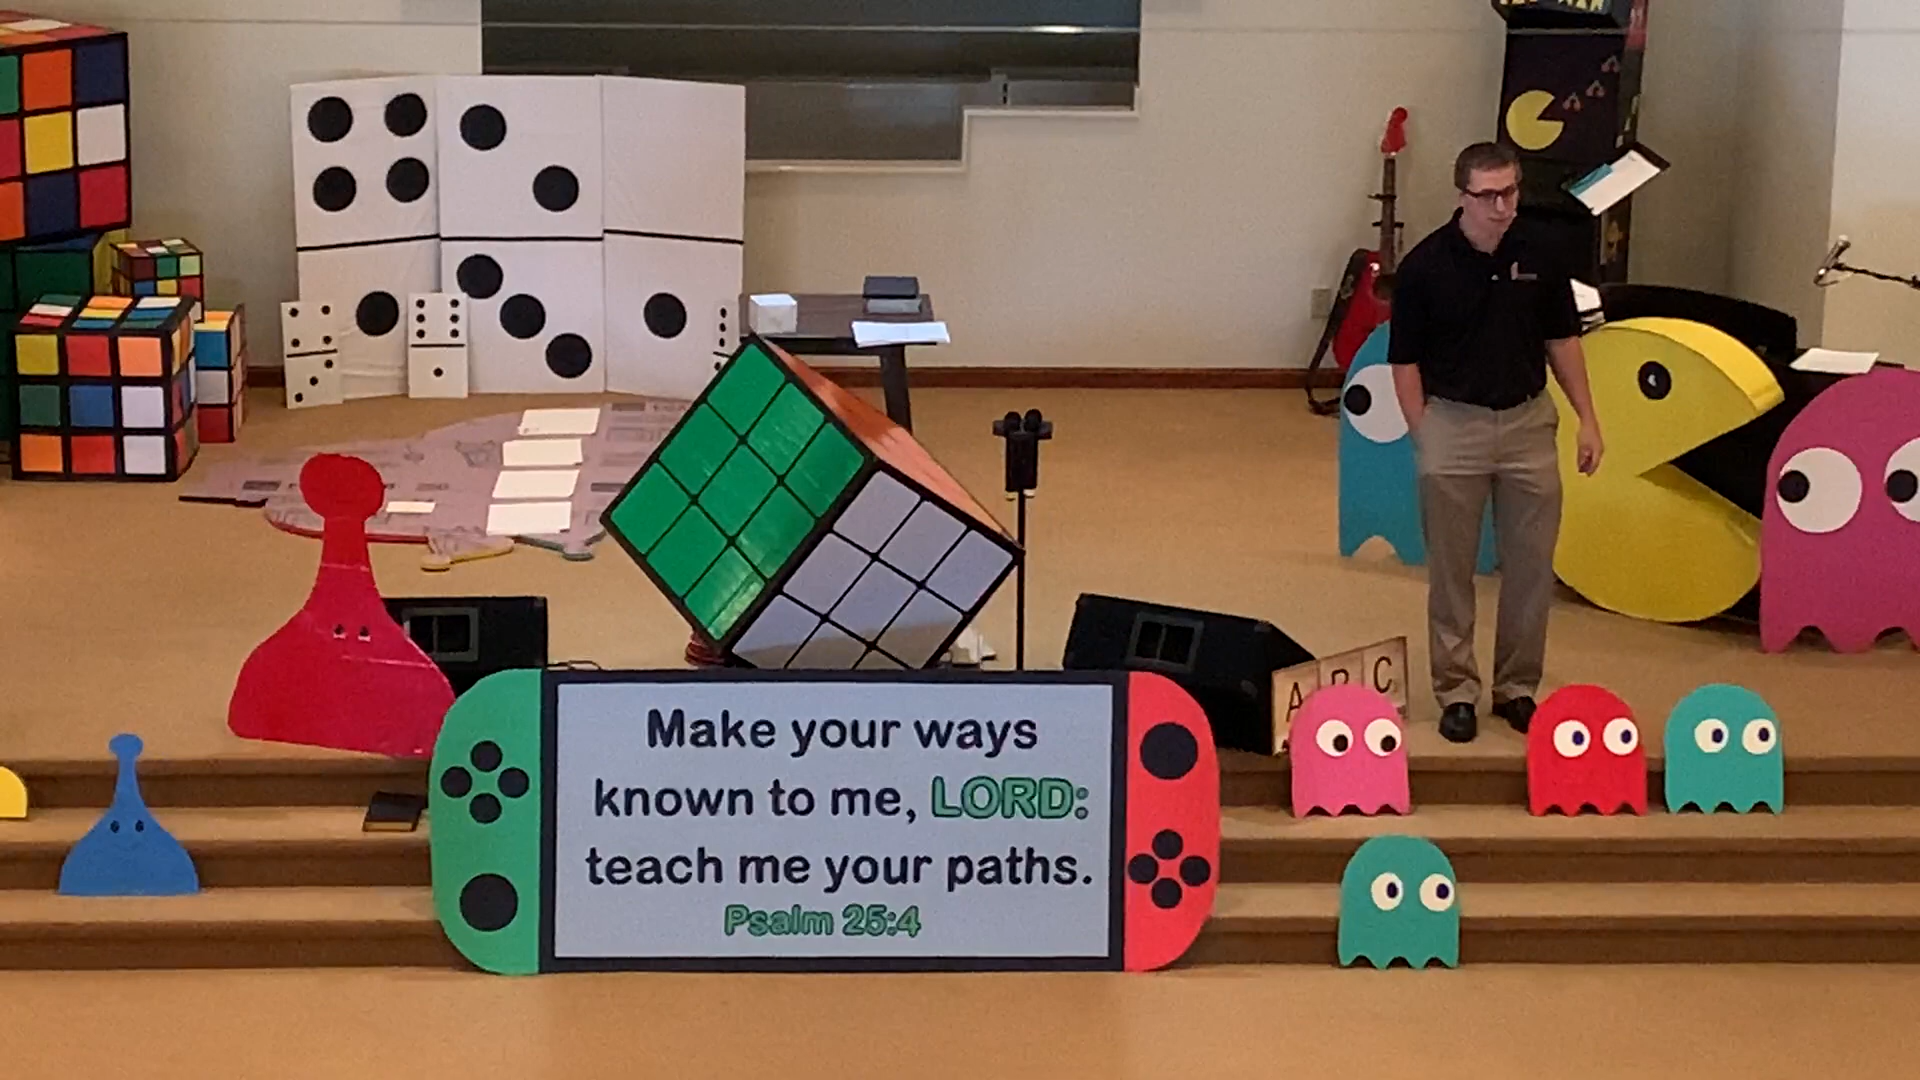 Make your ways
known to me, LORD:
teach me your paths.
Psalm 25:4
A B C